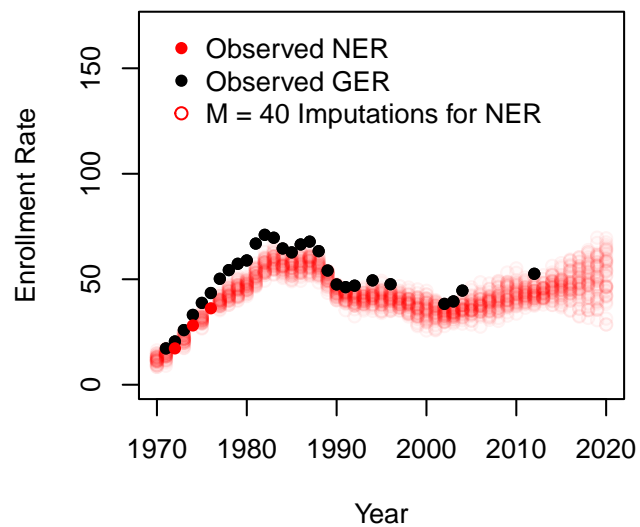 Observed NER
Observed GER
M = 40 Imputations for NER
Enrollment Rate
150
100
50
0
1970 1980 1990 2000 2010 2020
Year